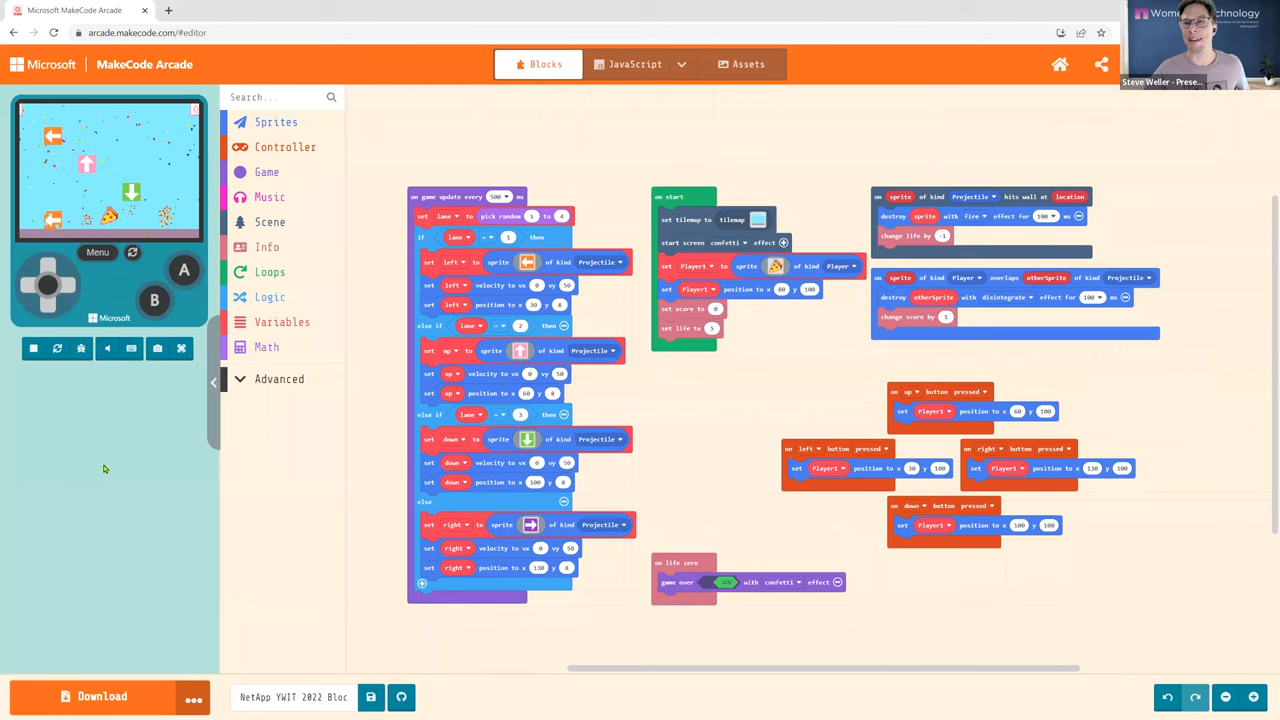 Microsoft MakeCode Arcade
arcade.makecode.com/#editor
Microsoft
MakeCode Arcade
Blocks
JavaScript
Assets
Steve Weller - Prese...
Menu
A
B
Microsoft
Search...
Sprites
Controller
Game
Music
Scene
Info
Loops
Logic
Variables
Math
Advanced
on game update every 500 ms
set lane to pick random 1 to 4
if lane = 1 then
set left to sprite of kind Projectile
set left velocity to vx 0 vy 50
set left position to x 30 y 8
else if lane = 2 then
set up to sprite of kind Projectile
set up velocity to vx 0 vy 50
set up position to x 60 y 8
else if lane = 3 then
set down to sprite of kind Projectile
set down velocity to vx 0 vy 50
set down position to x 100 y 8
else
set right to sprite of kind Projectile
set right velocity to vx 0 vy 50
set right position to x 130 y 8
on start
set tilemap to tilemap
start screen confetti effect
set Player1 to sprite of kind Player
set Player1 position to x 80 y 100
set score to 0
set life to 5
on life zero
game over with confetti effect
on sprite of kind Projectile hits wall at location
destroy sprite with fire effect for 100 ms
change life by -1
on sprite of kind Player overlaps otherSprite of kind Projectile
destroy otherSprite with disintegrate effect for 100 ms
change score by 1
on up button pressed
set Player1 position to x 60 y 100
on left button pressed
set Player1 position to x 30 y 100
on right button pressed
set Player1 position to x 130 y 100
on down button pressed
set Player1 position to x 100 y 100
Download
NetApp YWIT 2022 Bloc